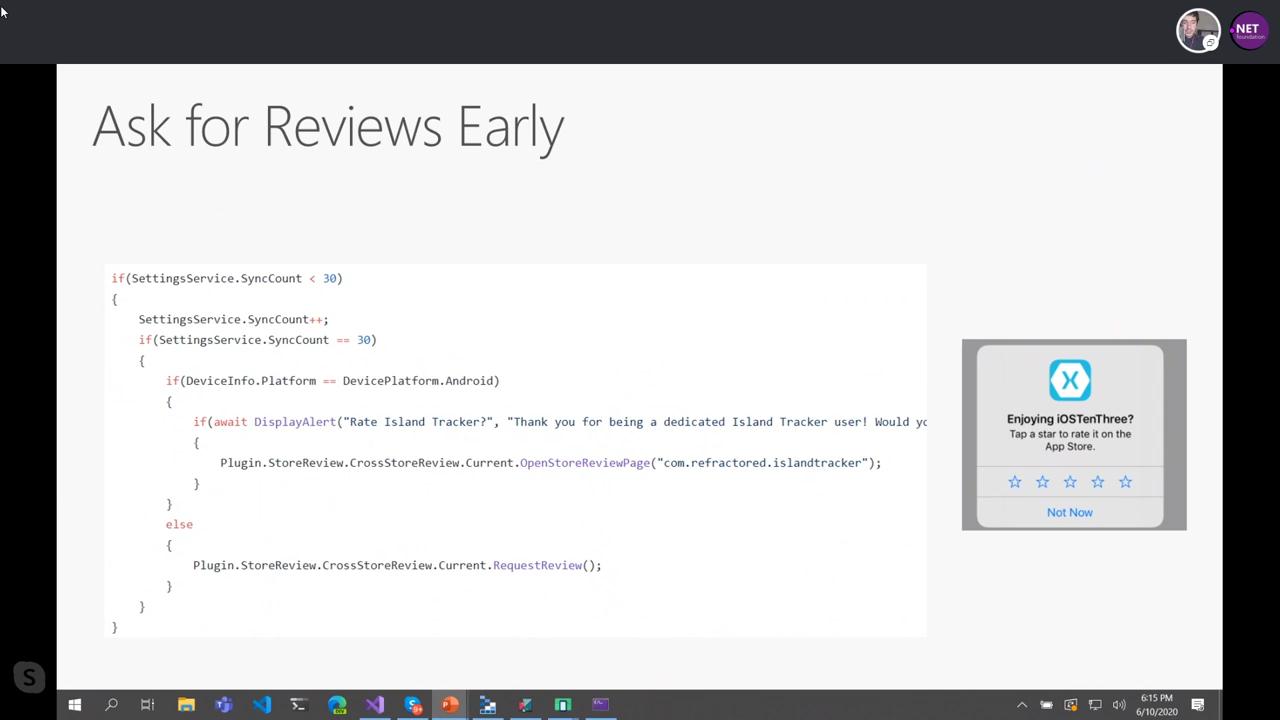 NET
foundation
Ask for Reviews Early
if(SettingsService.SyncCount < 30)
{
SettingsService.SyncCount++;
if(SettingsService.SyncCount == 30)
{
if(DeviceInfo.Platform == DevicePlatform.Android)
{
if(await DisplayAlert("Rate Island Tracker?", "Thank you for being a dedicated Island Tracker user! Would yo
{
Plugin.StoreReview.CrossStoreReview.Current.OpenStoreReviewPage("com.refractored.islandtracker");
}
}
else
{
Plugin.StoreReview.CrossStoreReview.Current.RequestReview();
}
}
}
Enjoying iOSTenThree?
Tap a star to rate it on the
App Store.
Not Now
S
6:15 PM
6/10/2020